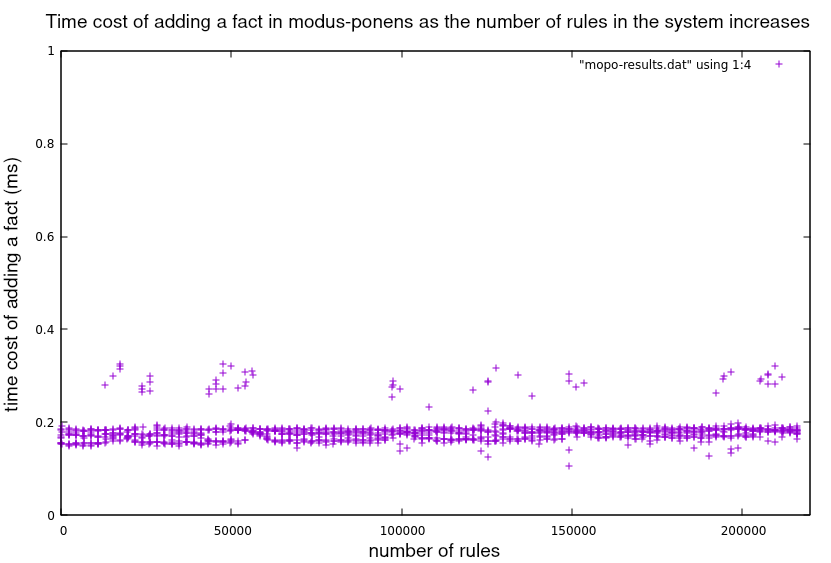 Time cost of adding a fact in modus-ponens as the number of rules in the system increases
"mopo-results.dat" using 1:4
time cost of adding a fact (ms)
1
0.8
0.6
0.4
0.2
0
0 50000 100000 150000 200000
number of rules